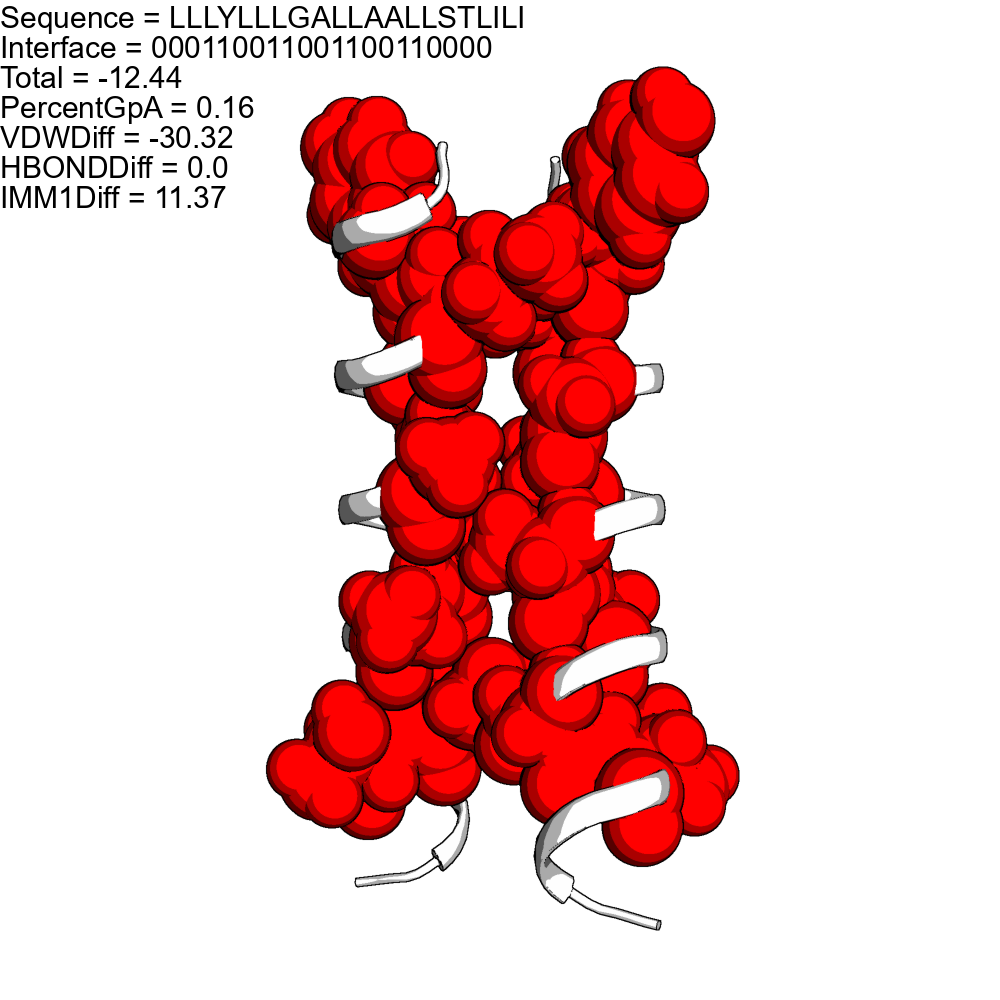 Sequence = LLLYLLLGALLAALLSTLILI
Interface = 000110011001100110000
Total = -12.44
PercentGpA = 0.16
VDWDiff = -30.32
HBONDDiff = 0.0
IMM1Diff = 11.37